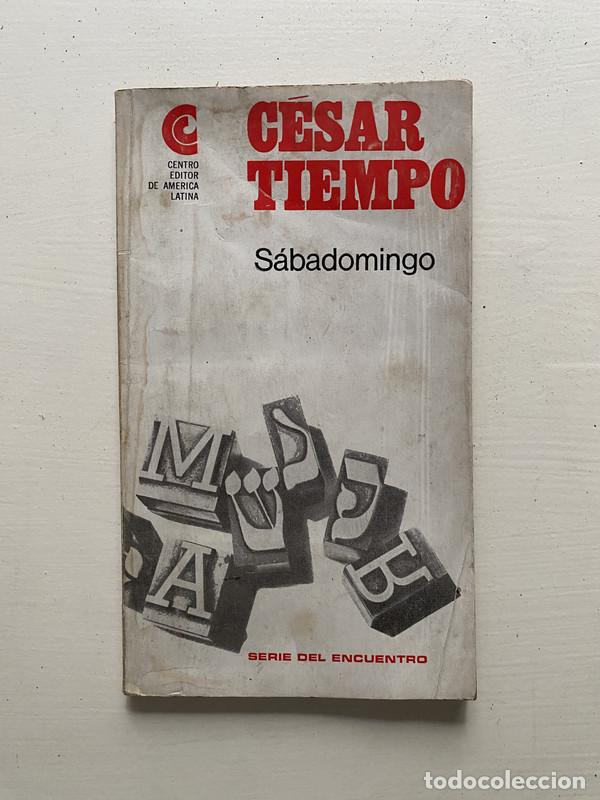 CENTRO
EDITOR
DE AMERICA
LATINA
CÉSAR
TIEMPO
Sábadomingo
M
A
R
SERIE DEL ENCUENTRO
todocoleccion